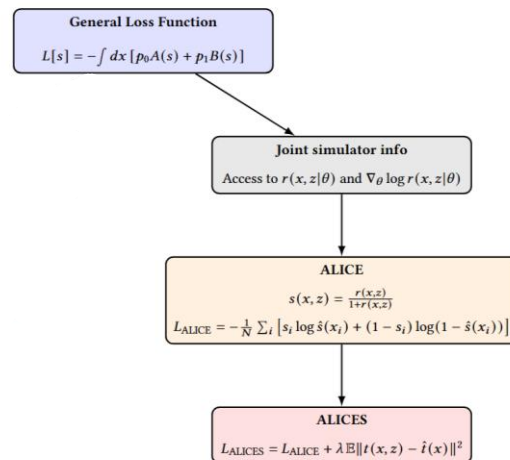 General Loss Function
L[s] = −∫ dx [p₀A(s) + p₁B(s)]
Joint simulator info
Access to r(x, z|θ) and ∇_θ log r(x, z|θ)
ALICE
s(x, z) = r(x,z)/(1+r(x,z))
L_ALICE = −1/N ∑_i [s_i log ŝ(x_i) + (1 − s_i) log(1 − ŝ(x_i))]
ALICES
L_ALICES = L_ALICE + λ 𝔼‖t(x, z) − t̂(x)‖²